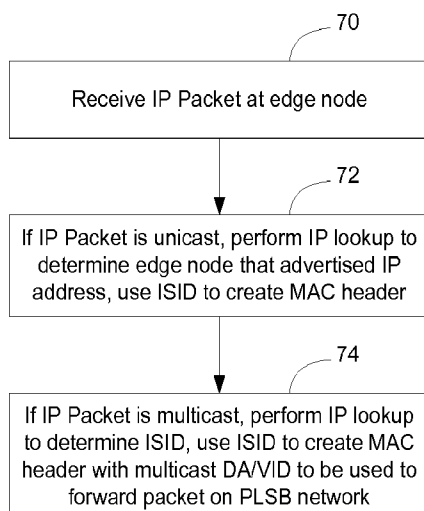 70
Receive IP Packet at edge node
72
If IP Packet is unicast, perform IP lookup to
determine edge node that advertised IP
address, use ISID to create MAC header
74
If IP Packet is multicast, perform IP lookup
to determine ISID, use ISID to create MAC
header with multicast DA/VID to be used to
forward packet on PLSB network